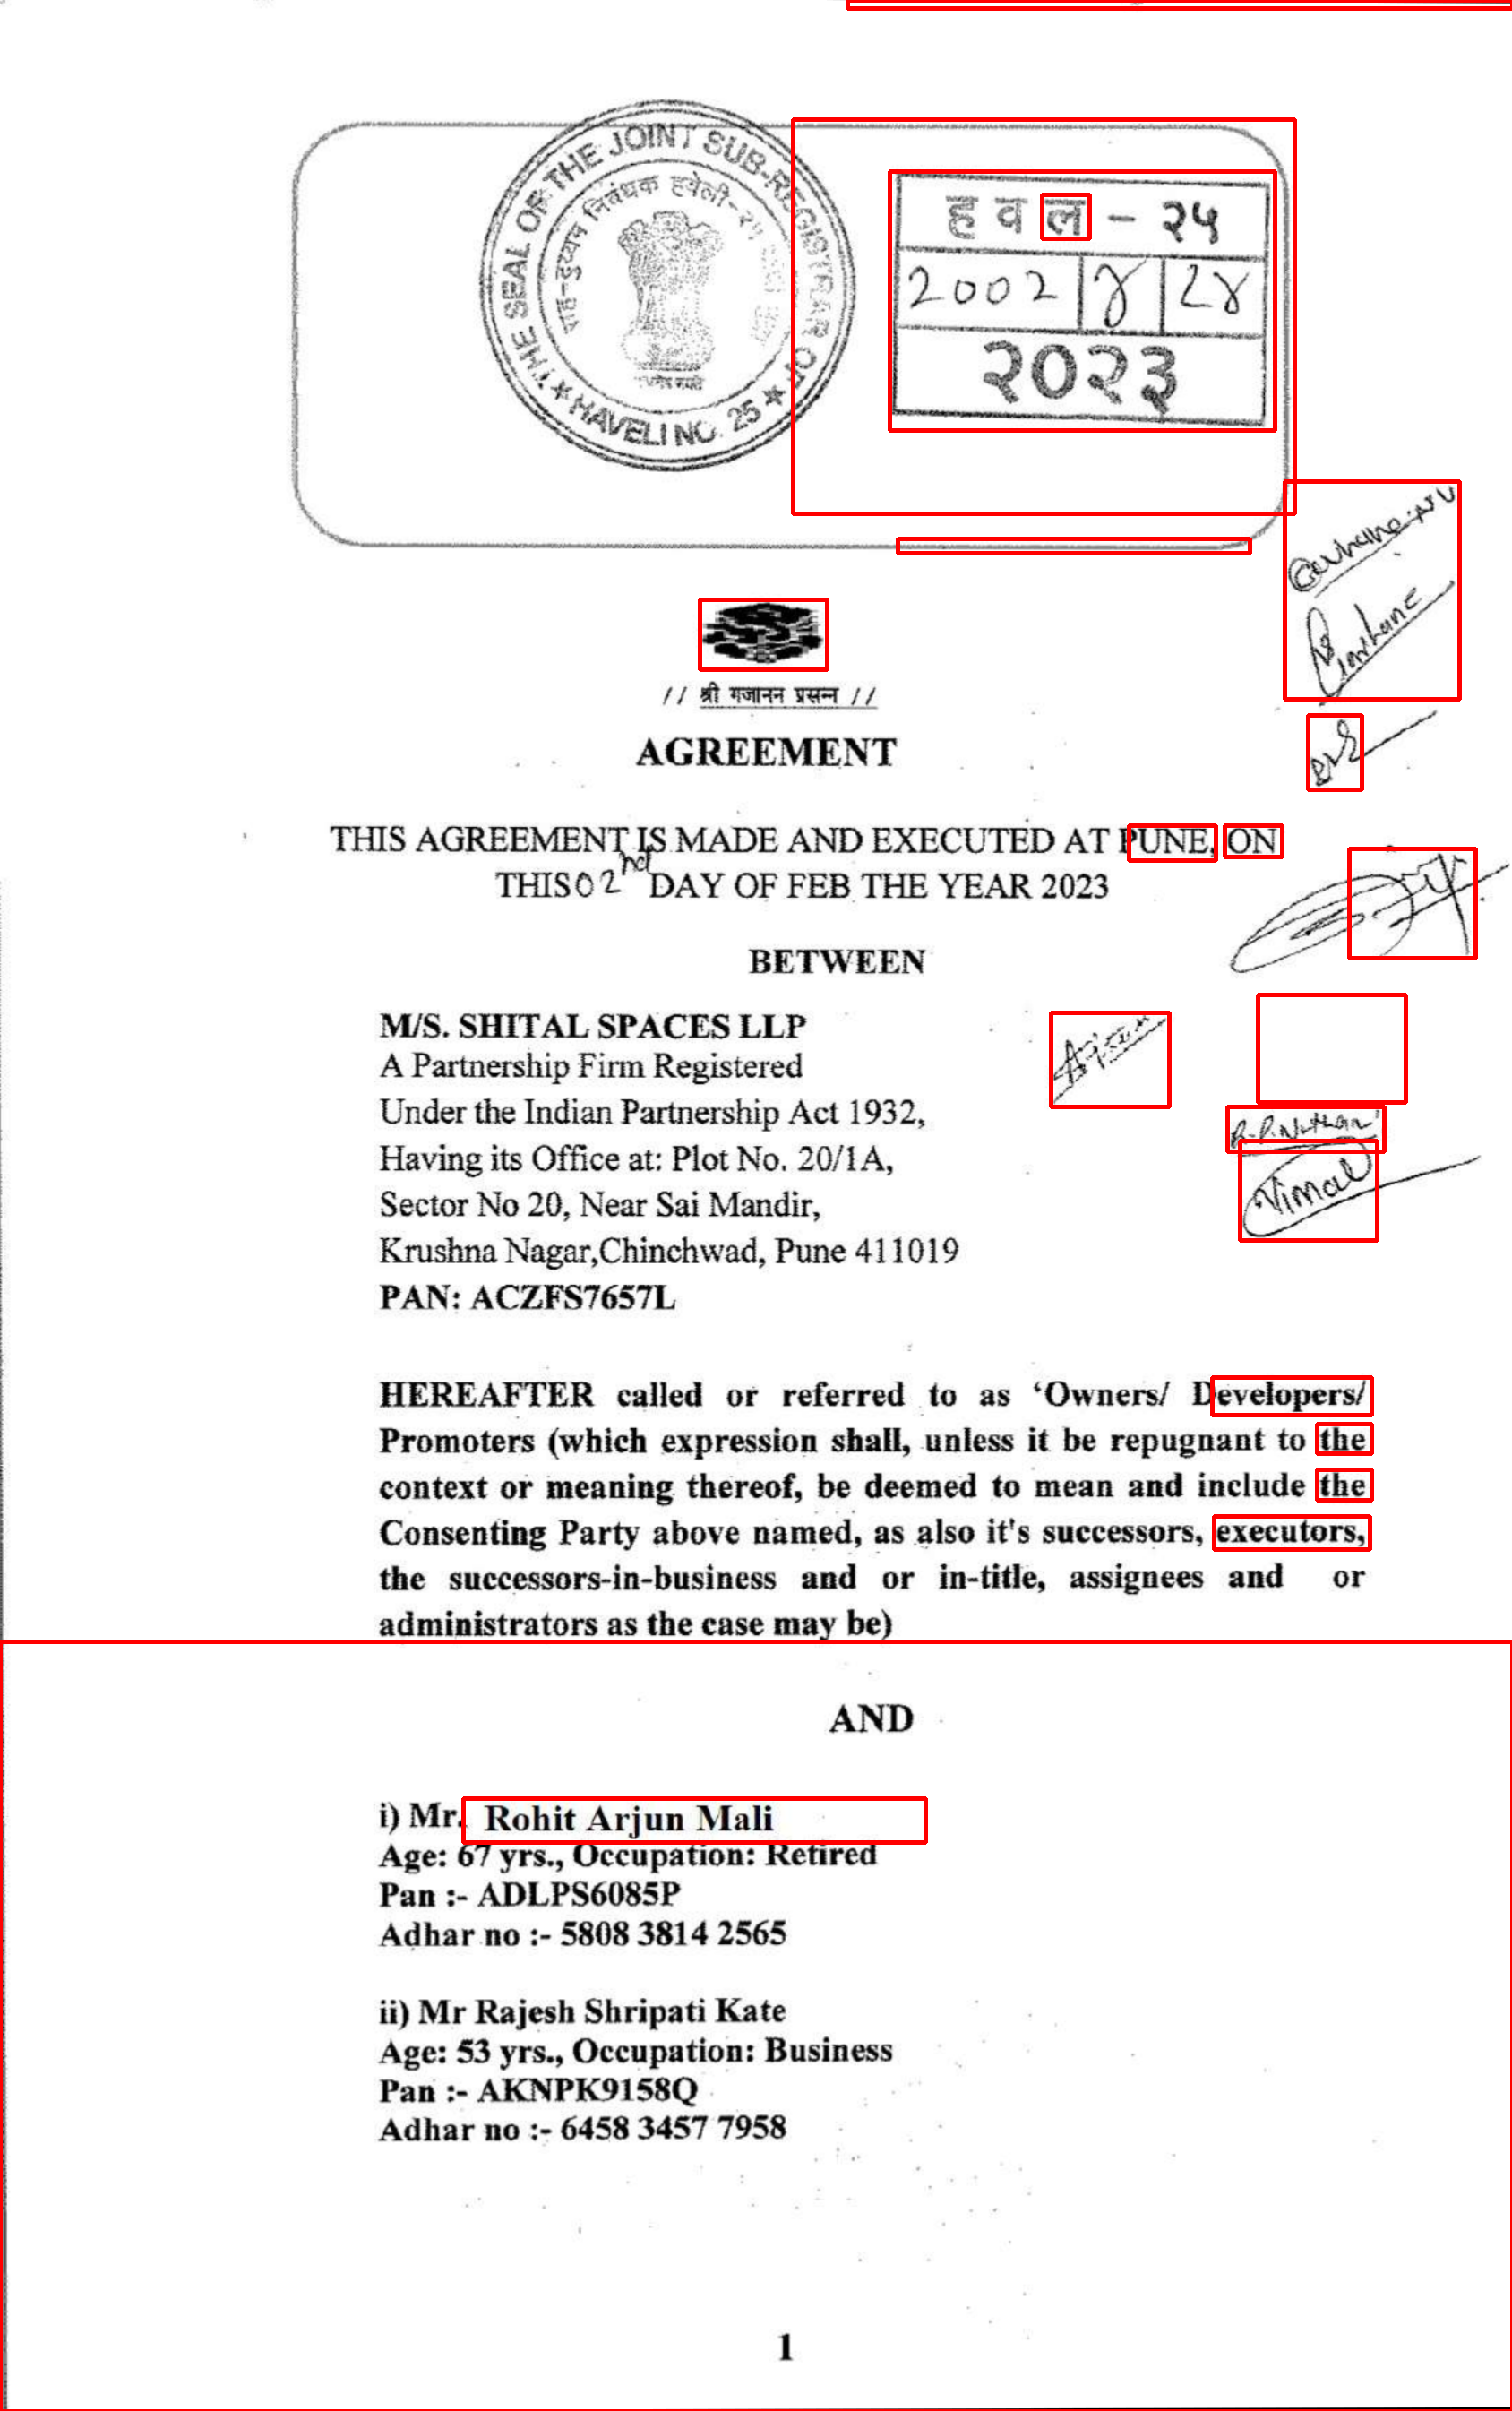 THE SEAL OF THE JOINT SUB-REGISTRAR OF
HAVELI NO. 25
सह-दुय्यम निबंधक हवेली-२५
ह व ल - २५
2002 | ४ | ८४
२०२३
// श्री गजानन प्रसन्न //
AGREEMENT
THIS AGREEMENT IS MADE AND EXECUTED AT PUNE, ON
THIS 02nd DAY OF FEB THE YEAR 2023
BETWEEN
M/S. SHITAL SPACES LLP
A Partnership Firm Registered
Under the Indian Partnership Act 1932,
Having its Office at: Plot No. 20/1A,
Sector No 20, Near Sai Mandir,
Krushna Nagar,Chinchwad, Pune 411019
PAN: ACZFS7657L
Vimal
HEREAFTER called or referred to as ‘Owners/ Developers/
Promoters (which expression shall, unless it be repugnant to the
context or meaning thereof, be deemed to mean and include the
Consenting Party above named, as also it's successors, executors,
the successors-in-business and or in-title, assignees and or
administrators as the case may be)
AND
i) Mr. Rohit Arjun Mali
Age: 67 yrs., Occupation: Retired
Pan :- ADLPS6085P
Adhar no :- 5808 3814 2565
ii) Mr Rajesh Shripati Kate
Age: 53 yrs., Occupation: Business
Pan :- AKNPK9158Q
Adhar no :- 6458 3457 7958
1